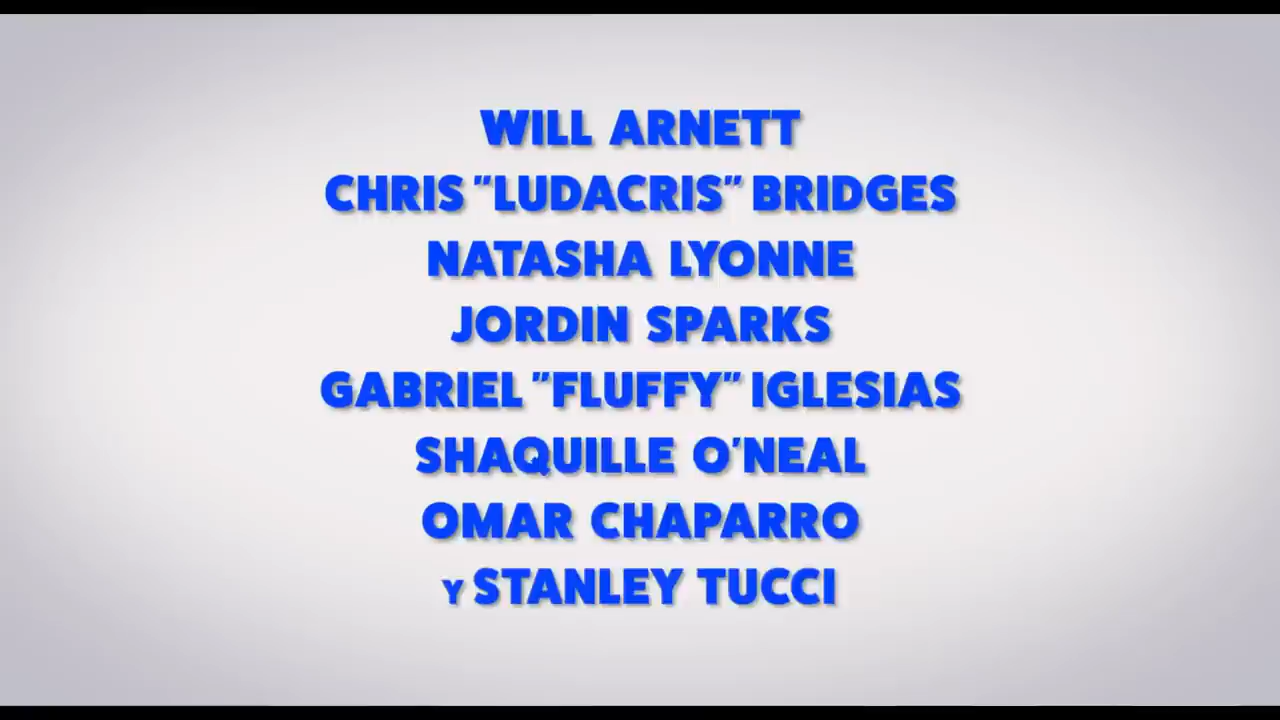 WILL ARNETT
CHRIS "LUDACRIS" BRIDGES
NATASHA LYONNE
JORDIN SPARKS
GABRIEL "FLUFFY" IGLESIAS
SHAQUILLE O'NEAL
OMAR CHAPARRO
Y STANLEY TUCCI